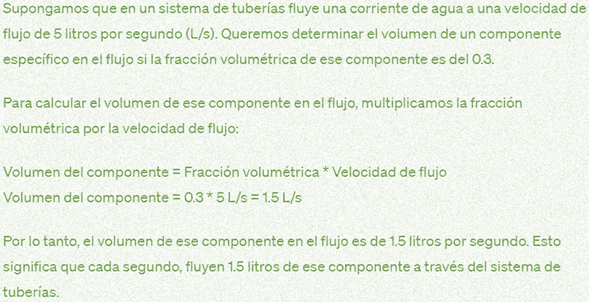 Supongamos que en un sistema de tuberías fluye una corriente de agua a una velocidad de
flujo de 5 litros por segundo (L/s). Queremos determinar el volumen de un componente
específico en el flujo si la fracción volumétrica de ese componente es del 0.3.
Para calcular el volumen de ese componente en el flujo, multiplicamos la fracción
volumétrica por la velocidad de flujo:
Volumen del componente = Fracción volumétrica * Velocidad de flujo
Volumen del componente = 0.3 * 5 L/s = 1.5 L/s
Por lo tanto, el volumen de ese componente en el flujo es de 1.5 litros por segundo. Esto
significa que cada segundo, fluyen 1.5 litros de ese componente a través del sistema de
tuberías.